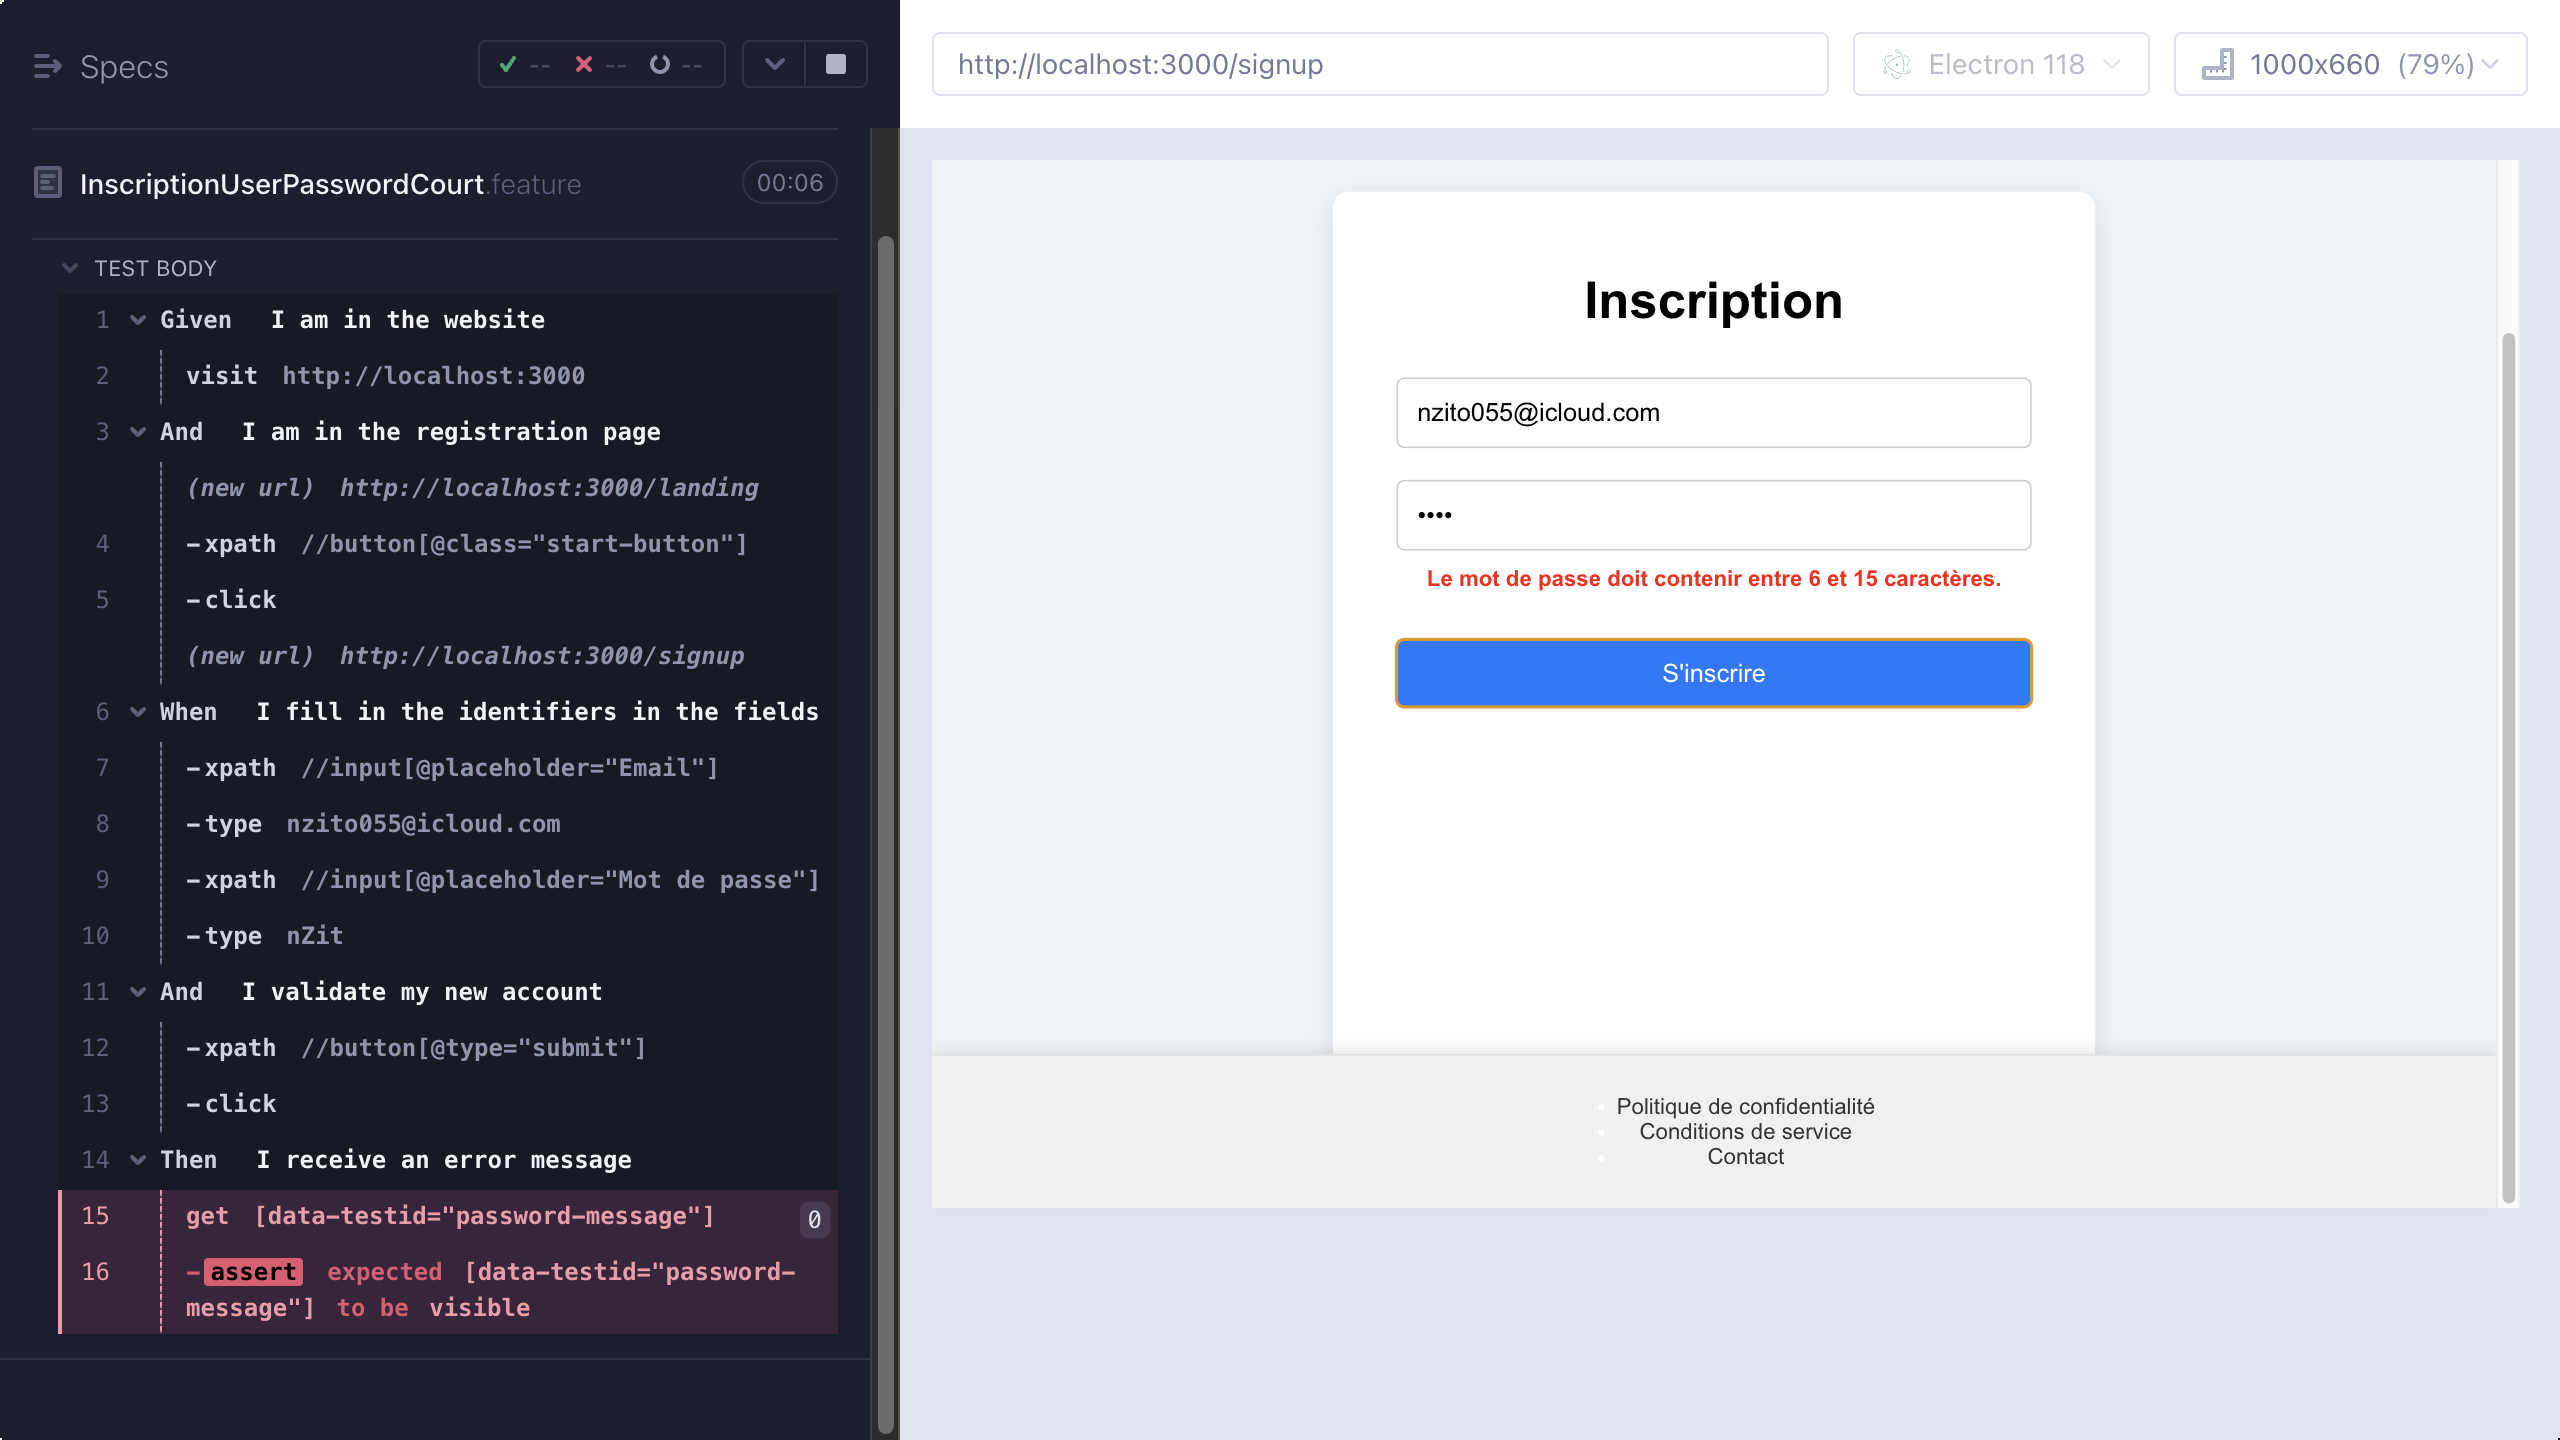 Specs
-- -- --
InscriptionUserPasswordCourt.feature 00:06
TEST BODY
1 Given I am in the website
2 visit http://localhost:3000
3 And I am in the registration page
(new url) http://localhost:3000/landing
4 -xpath //button[@class="start-button"]
5 -click
(new url) http://localhost:3000/signup
6 When I fill in the identifiers in the fields
7 -xpath //input[@placeholder="Email"]
8 -type nzito055@icloud.com
9 -xpath //input[@placeholder="Mot de passe"]
10 -type nZit
11 And I validate my new account
12 -xpath //button[@type="submit"]
13 -click
14 Then I receive an error message
15 get [data-testid="password-message"] 0
16 -assert expected [data-testid="password-
message"] to be visible
http://localhost:3000/signup
Electron 118
1000x660 (79%)
Inscription
nzito055@icloud.com
••••
Le mot de passe doit contenir entre 6 et 15 caractères.
S'inscrire
• Politique de confidentialité
• Conditions de service
• Contact